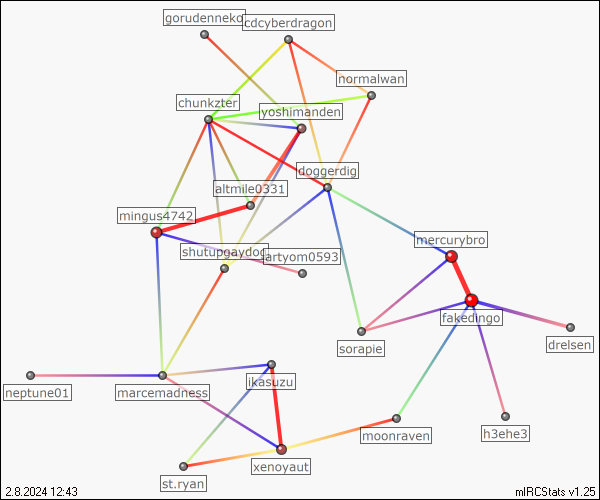 gorudenneko
cdcyberdragon
normalwan
chunkzter
yoshimanden
doggerdig
altmile0331
mingus4742
mercurybro
shutupgaydog
artyom0593
fakedingo
sorapie
drelsen
ikasuzu
neptune01
marcemadness
moonraven
h3ehe3
xenoyaut
st.ryan
2.8.2024 12:43
mIRCStats v1.25